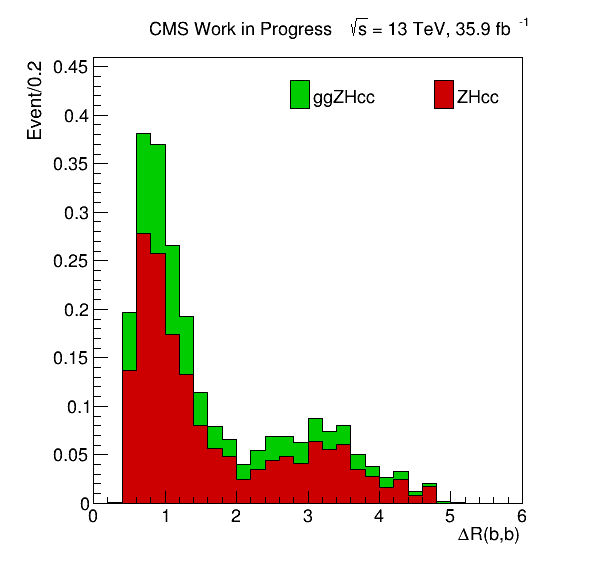 CMS Work in Progress √s = 13 TeV, 35.9 fb -1
Event/0.2
ggZHcc
ZHcc
0.45
0.4
0.35
0.3
0.25
0.2
0.15
0.1
0.05
0
0 1 2 3 4 5 6
ΔR(b,b)